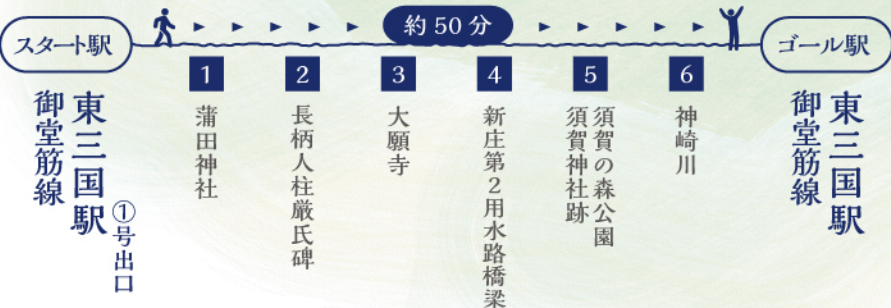 スタート駅
約50分
ゴール駅
東三国駅
御堂筋線
①号出口
1
蒲田神社
2
長柄人柱巌氏碑
3
大願寺
4
新庄第2用水路橋梁
5
須賀の森公園
須賀神社跡
6
神崎川
東三国駅
御堂筋線